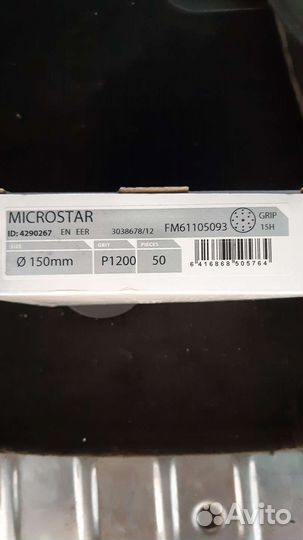 MICROSTAR
ID: 4290267 EN EER 3038678/12 FM61105093 GRIP 15H
SIZE GRIT PIECES
Ø 150mm P1200 50
6 416868 505764
Avito